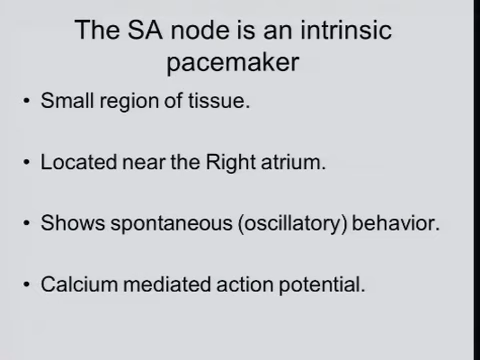 The SA node is an intrinsic
pacemaker
• Small region of tissue.
• Located near the Right atrium.
• Shows spontaneous (oscillatory) behavior.
• Calcium mediated action potential.